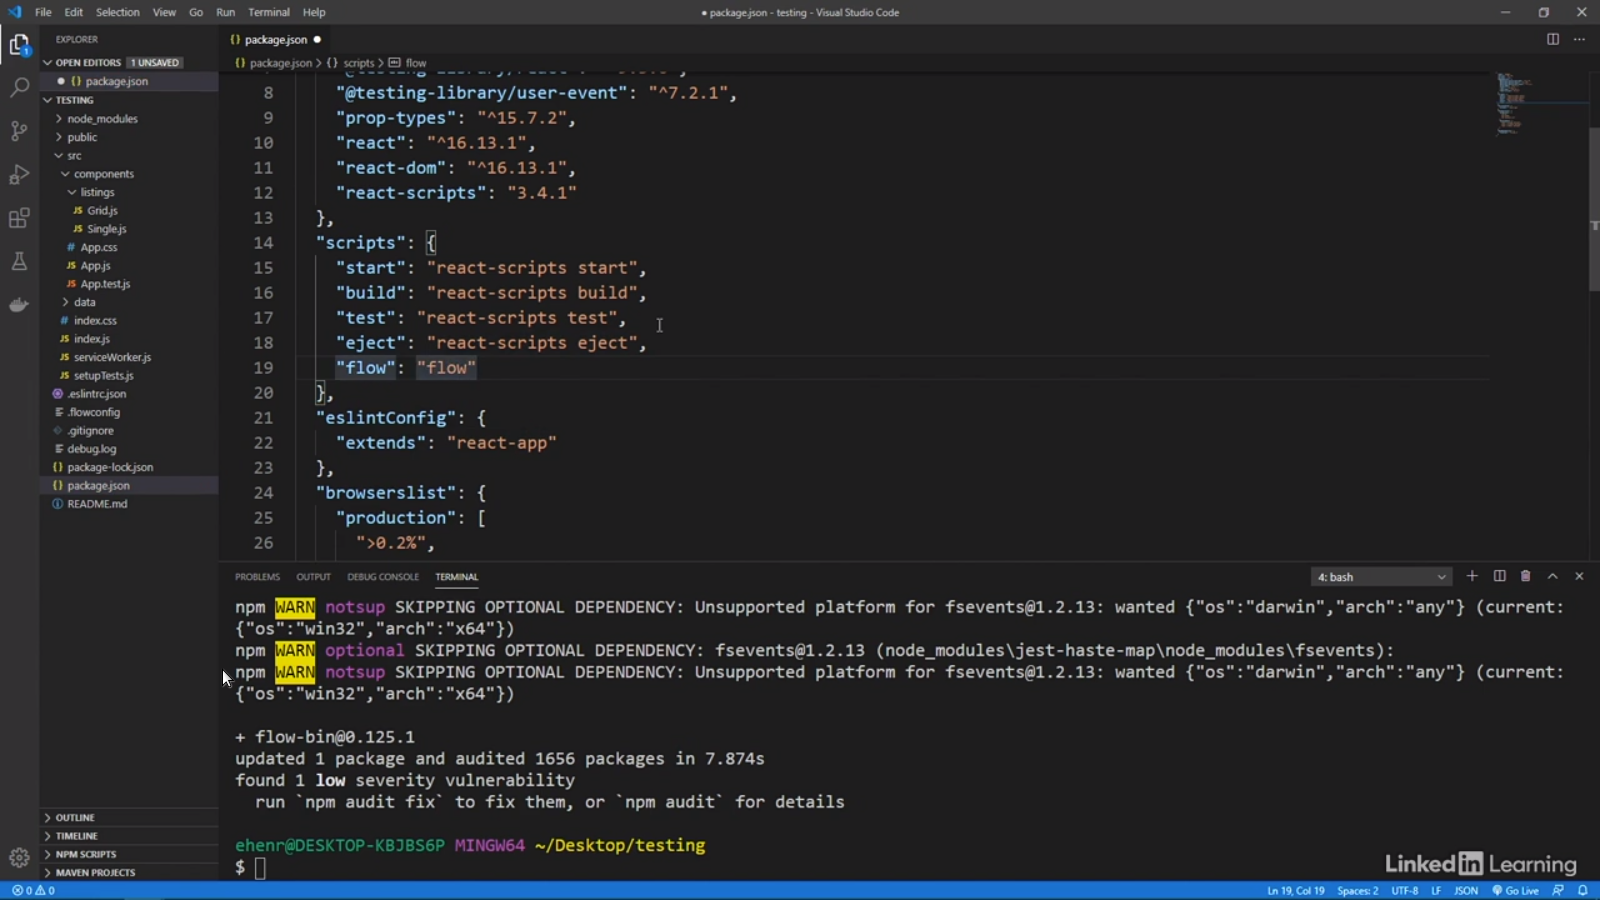 File Edit Selection View Go Run Terminal Help
● package.json - testing - Visual Studio Code
EXPLORER
OPEN EDITORS 1 UNSAVED
{} package.json
TESTING
node_modules
public
src
components
listings
JS Grid.js
JS Single.js
# App.css
JS App.js
JS App.test.js
data
# index.css
JS index.js
JS serviceWorker.js
JS setupTests.js
.eslintrc.json
.flowconfig
.gitignore
debug.log
{} package-lock.json
{} package.json
README.md
OUTLINE
TIMELINE
NPM SCRIPTS
MAVEN PROJECTS
{} package.json ●
{} package.json > {} scripts > flow
8 "@testing-library/user-event": "^7.2.1",
9 "prop-types": "^15.7.2",
10 "react": "^16.13.1",
11 "react-dom": "^16.13.1",
12 "react-scripts": "3.4.1"
13 },
14 "scripts": {
15 "start": "react-scripts start",
16 "build": "react-scripts build",
17 "test": "react-scripts test",
18 "eject": "react-scripts eject",
19 "flow": "flow"
20 },
21 "eslintConfig": {
22 "extends": "react-app"
23 },
24 "browserslist": {
25 "production": [
26 ">0.2%",
PROBLEMS OUTPUT DEBUG CONSOLE TERMINAL
4: bash
npm WARN notsup SKIPPING OPTIONAL DEPENDENCY: Unsupported platform for fsevents@1.2.13: wanted {"os":"darwin","arch":"any"} (current:
{"os":"win32","arch":"x64"})
npm WARN optional SKIPPING OPTIONAL DEPENDENCY: fsevents@1.2.13 (node_modules\jest-haste-map\node_modules\fsevents):
npm WARN notsup SKIPPING OPTIONAL DEPENDENCY: Unsupported platform for fsevents@1.2.13: wanted {"os":"darwin","arch":"any"} (current:
{"os":"win32","arch":"x64"})
+ flow-bin@0.125.1
updated 1 package and audited 1656 packages in 7.874s
found 1 low severity vulnerability
run `npm audit fix` to fix them, or `npm audit` for details
ehenr@DESKTOP-KBJBS6P MINGW64 ~/Desktop/testing
$
Linked in Learning
0 0
Ln 19, Col 19 Spaces: 2 UTF-8 LF JSON Go Live